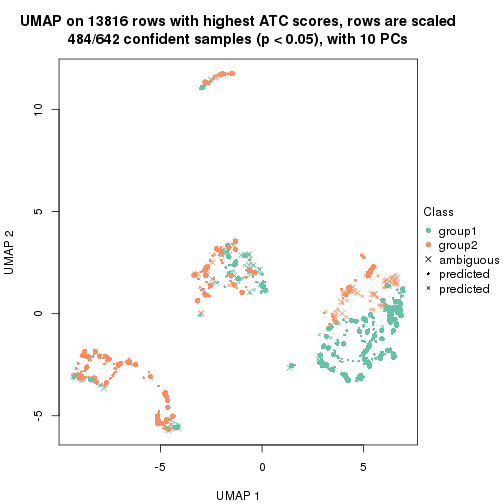 UMAP on 13816 rows with highest ATC scores, rows are scaled
484/642 confident samples (p < 0.05), with 10 PCs
10
5
0
-5
UMAP 2
-5
0
5
UMAP 1
Class
group1
group2
ambiguous
predicted
predicted